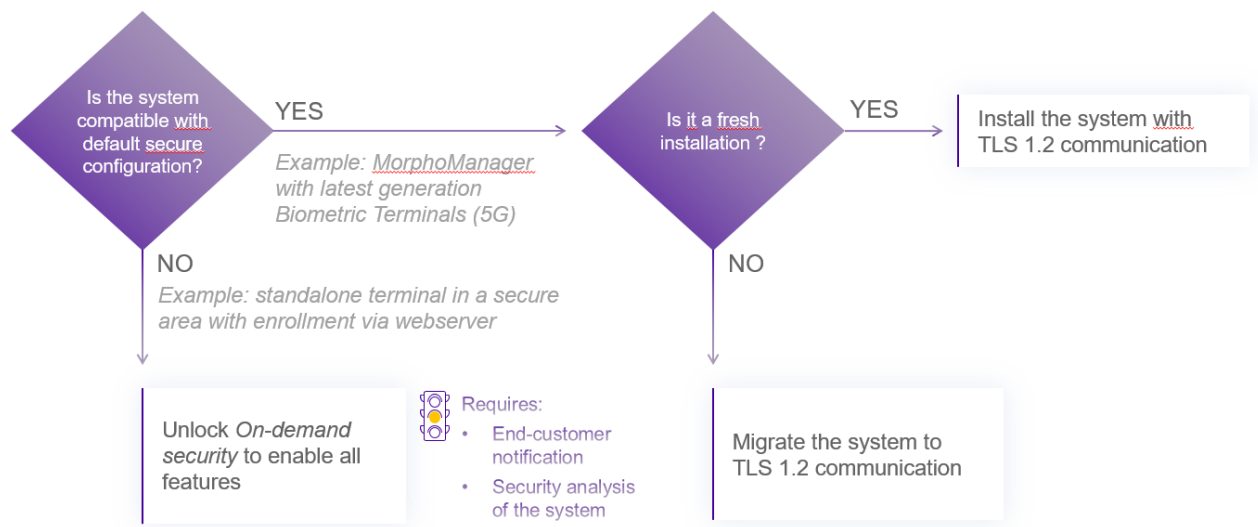 Is the system
compatible with
default secure
configuration?
YES
Example: MorphoManager
with latest generation
Biometric Terminals (5G)
NO
Example: standalone terminal in a secure
area with enrollment via webserver
Unlock On-demand
security to enable all
features
Requires:
• End-customer
notification
• Security analysis
of the system
Is it a fresh
installation ?
YES
Install the system with
TLS 1.2 communication
NO
Migrate the system to
TLS 1.2 communication